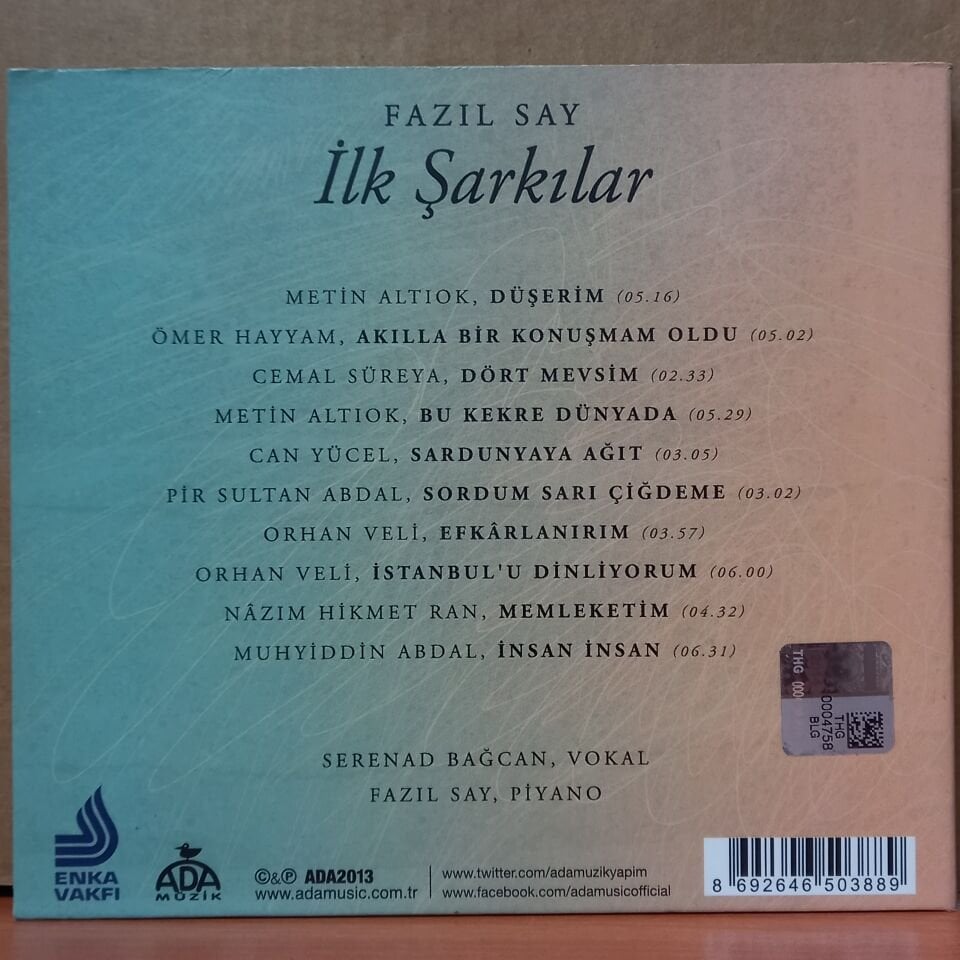 FAZIL SAY
İlk Şarkılar
METİN ALTIOK, DÜŞERİM (05.16)
ÖMER HAYYAM, AKILLA BİR KONUŞMAM OLDU (05.02)
CEMAL SÜREYA, DÖRT MEVSİM (02.33)
METİN ALTIOK, BU KEKRE DÜNYADA (05.29)
CAN YÜCEL, SARDUNYAYA AĞIT (03.05)
PİR SULTAN ABDAL, SORDUM SARI ÇİĞDEME (03.02)
ORHAN VELİ, EFKÂRLANIRIM (03.57)
ORHAN VELİ, İSTANBUL'U DİNLİYORUM (06.00)
NÂZIM HİKMET RAN, MEMLEKETİM (04.32)
MUHYİDDİN ABDAL, İNSAN İNSAN (06.31)
THG 000
THG
BLG
SERENAD BAĞCAN, VOKAL
FAZIL SAY, PİYANO
ENKA
VAKFI
ADA
MÜZİK
©&℗ ADA2013
www.adamusic.com.tr
www.twitter.com/adamuzikyapim
www.facebook.com/adamusicofficial
8 692646 503889